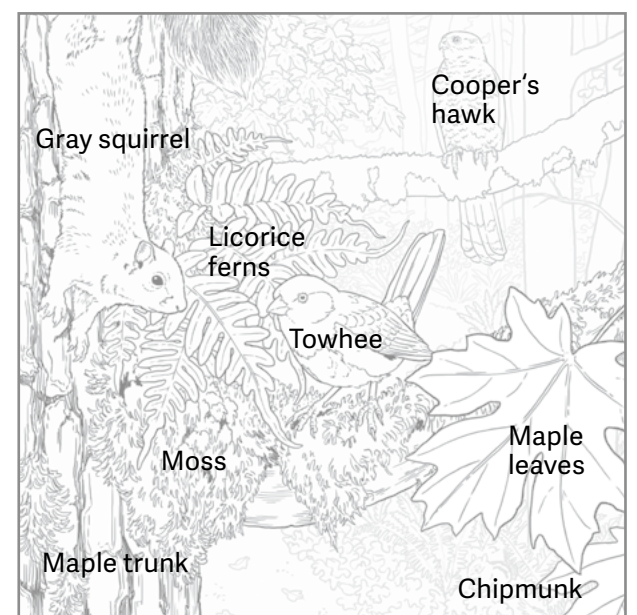 Cooper‘s
hawk
Gray squirrel
Licorice
ferns
Towhee
Maple
leaves
Moss
Maple trunk
Chipmunk